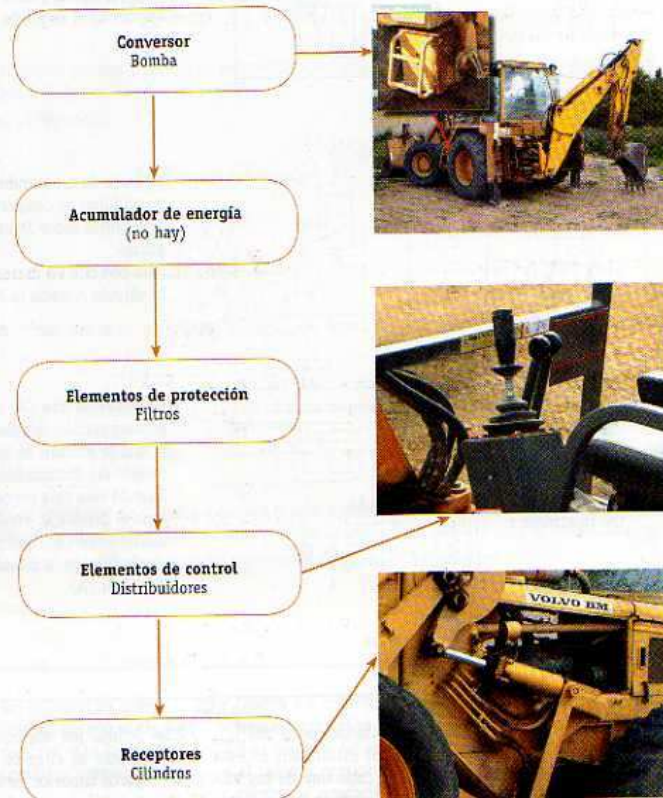 Conversor
Bomba
Acumulador de energía
(no hay)
Elementos de protección
Filtros
Elementos de control
Distribuidores
VOLVO BM
Receptores
Cilindros